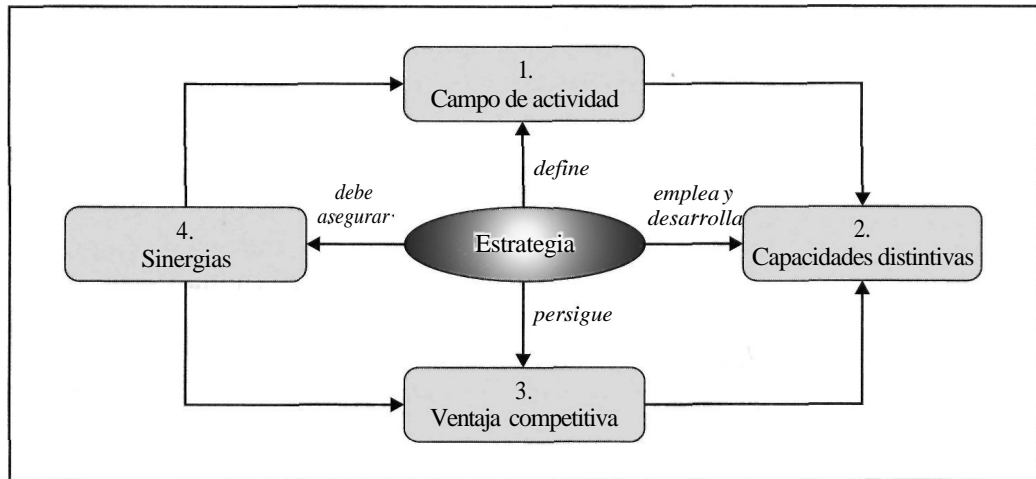 1.
Campo de actividad
define
debe
asegurar
emplea y
desarrolla
4.
Sinergias
Estrategia
2.
Capacidades distintivas
persigue
3.
Ventaja competitiva